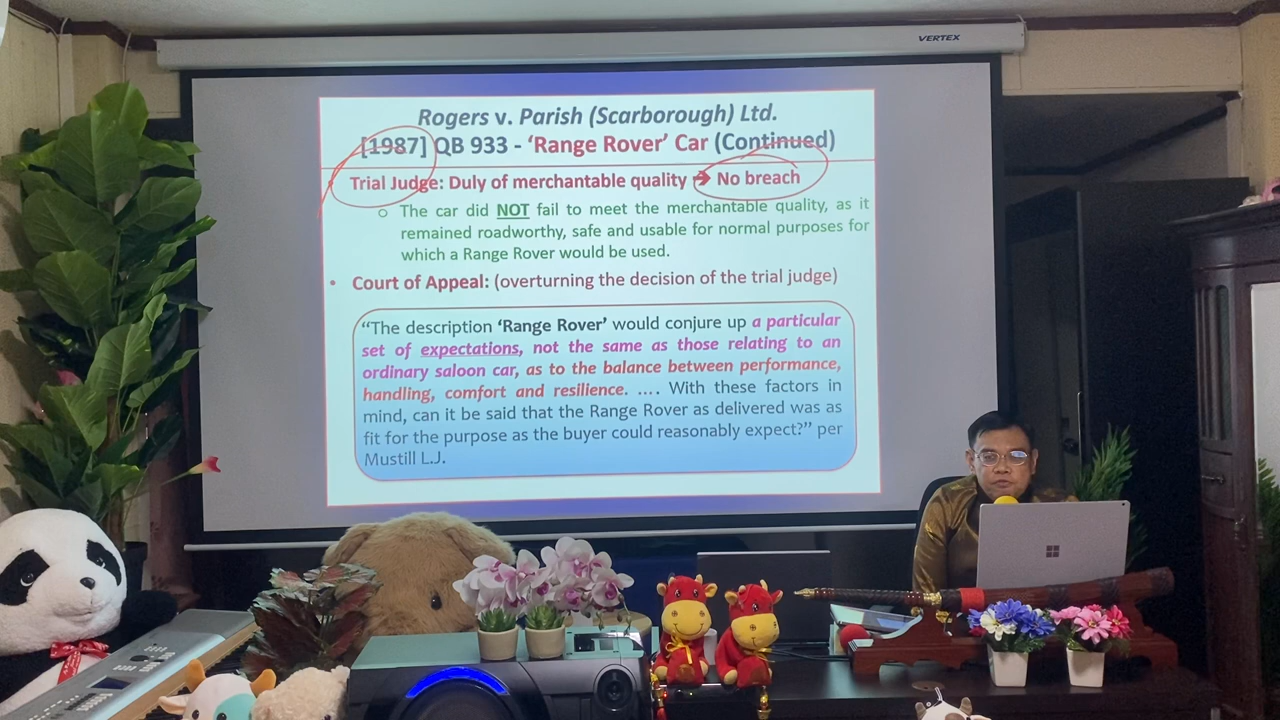 VERTEX
Rogers v. Parish (Scarborough) Ltd.
[1987] QB 933 - ‘Range Rover’ Car (Continued)
Trial Judge: Duly of merchantable quality ➔ No breach
o The car did NOT fail to meet the merchantable quality, as it
remained roadworthy, safe and usable for normal purposes for
which a Range Rover would be used.
• Court of Appeal: (overturning the decision of the trial judge)
“The description ‘Range Rover’ would conjure up a particular
set of expectations, not the same as those relating to an
ordinary saloon car, as to the balance between performance,
handling, comfort and resilience. …. With these factors in
mind, can it be said that the Range Rover as delivered was as
fit for the purpose as the buyer could reasonably expect?” per
Mustill L.J.